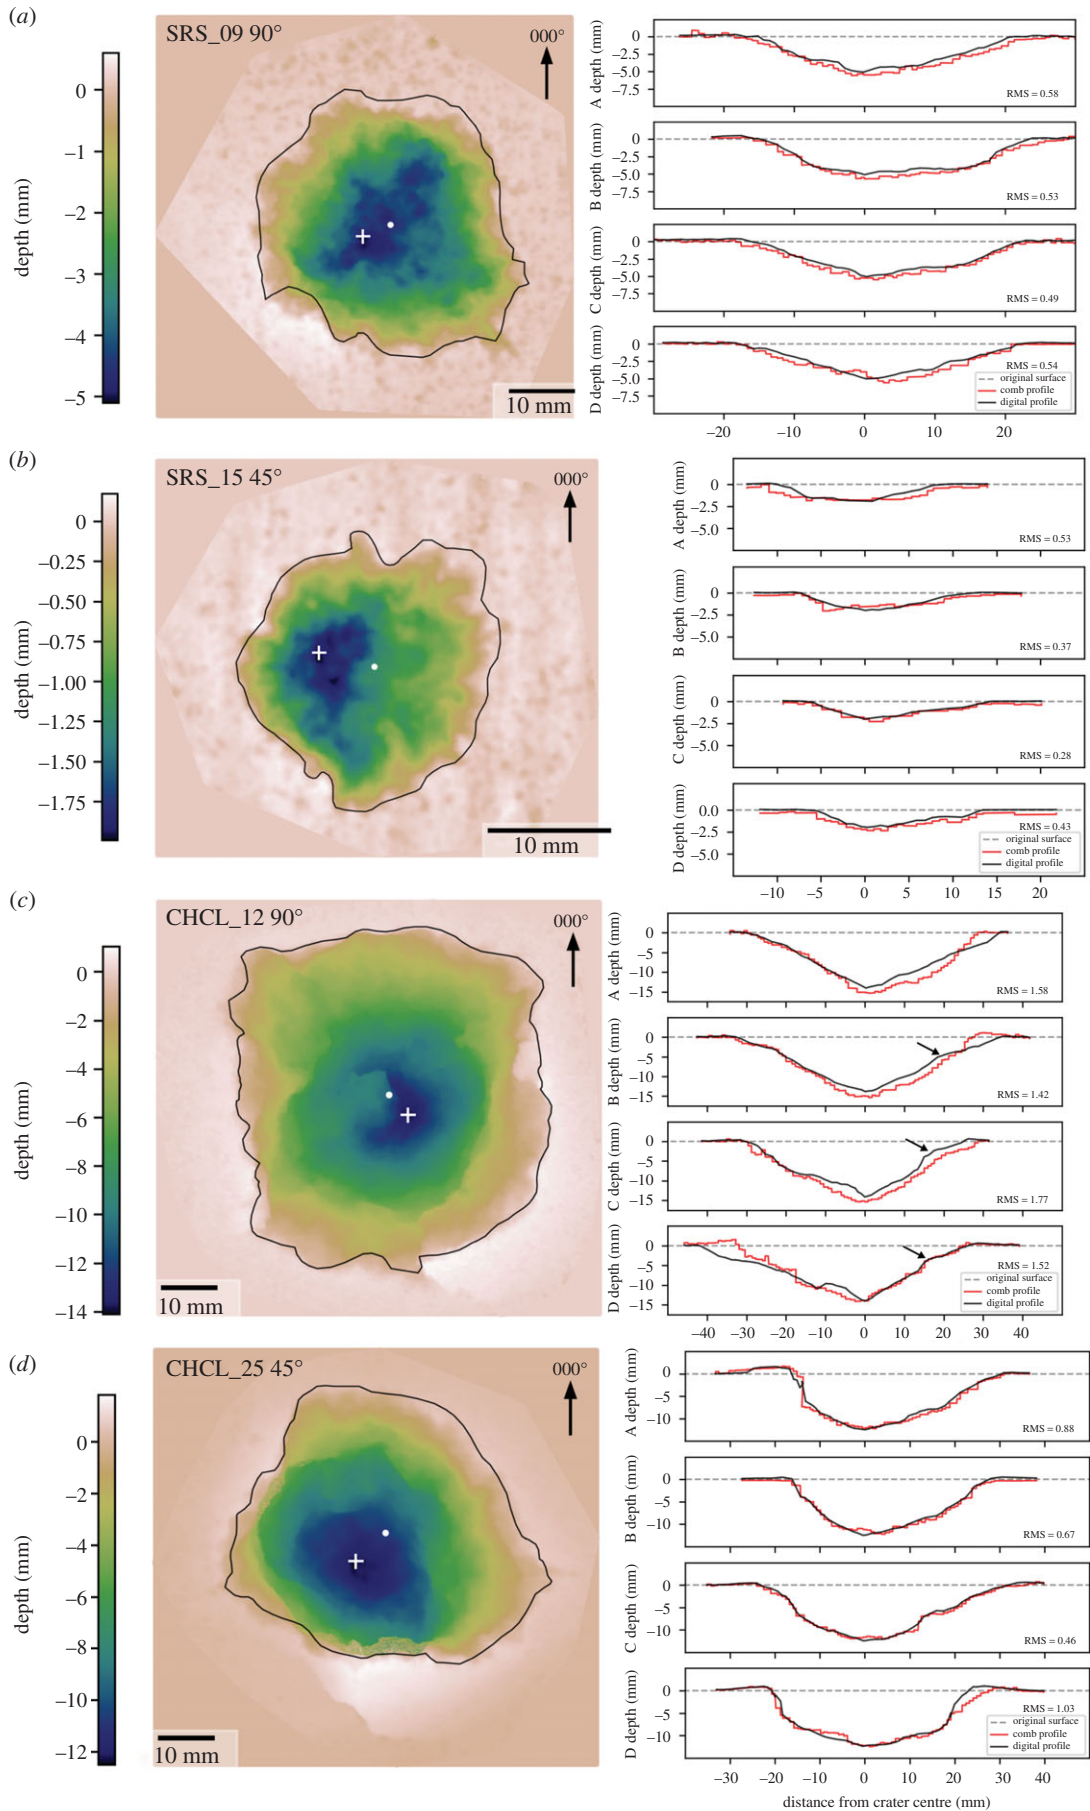 (a)
SRS_09 90°
000°
depth (mm)
0
–1
–2
–3
–4
–5
10 mm
A depth (mm)
0
–2.5
–5.0
–7.5
RMS = 0.58
B depth (mm)
0
–2.5
–5.0
–7.5
RMS = 0.53
C depth (mm)
0
–2.5
–5.0
–7.5
RMS = 0.49
D depth (mm)
0
–2.5
–5.0
–7.5
RMS = 0.54
original surface
comb profile
digital profile
–20 –10 0 10 20
(b)
SRS_15 45°
000°
depth (mm)
0
–0.25
–0.50
–0.75
–1.00
–1.25
–1.50
–1.75
10 mm
A depth (mm)
0
–2.5
–5.0
RMS = 0.53
B depth (mm)
0
–2.5
–5.0
RMS = 0.37
C depth (mm)
0
–2.5
–5.0
RMS = 0.28
D depth (mm)
0.0
–2.5
–5.0
RMS = 0.43
original surface
comb profile
digital profile
–10 –5 0 5 10 15 20
(c)
CHCL_12 90°
000°
depth (mm)
0
–2
–4
–6
–8
–10
–12
–14
10 mm
A depth (mm)
0
–5
–10
–15
RMS = 1.58
B depth (mm)
0
–5
–10
–15
RMS = 1.42
C depth (mm)
0
–5
–10
–15
RMS = 1.77
D depth (mm)
0
–5
–10
–15
RMS = 1.52
original surface
comb profile
digital profile
–40 –30 –20 –10 0 10 20 30 40
(d)
CHCL_25 45°
000°
depth (mm)
0
–2
–4
–6
–8
–10
–12
10 mm
A depth (mm)
0
–5
–10
RMS = 0.88
B depth (mm)
0
–5
–10
RMS = 0.67
C depth (mm)
0
–5
–10
RMS = 0.46
D depth (mm)
0
–5
–10
RMS = 1.03
original surface
comb profile
digital profile
–30 –20 –10 0 10 20 30 40
distance from crater centre (mm)